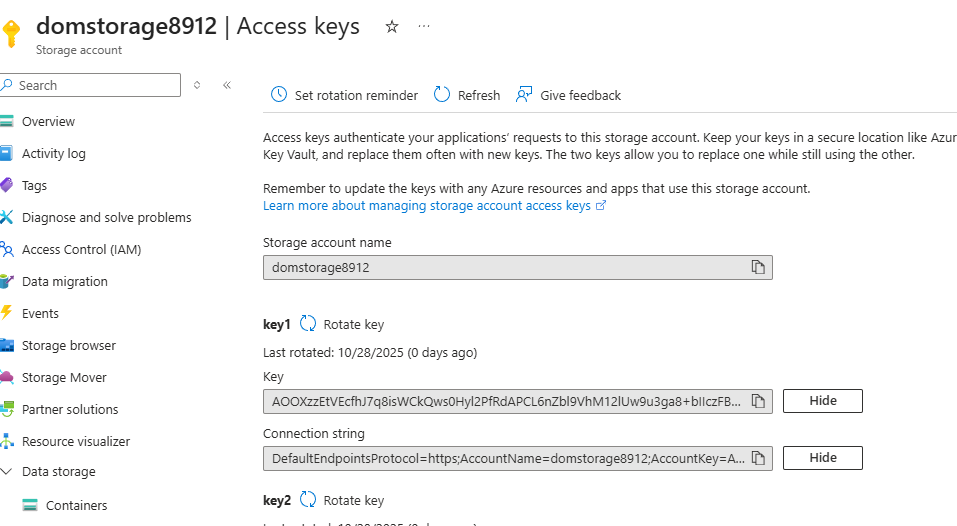 domstorage8912 | Access keys
Storage account
Search
Overview
Activity log
Tags
Diagnose and solve problems
Access Control (IAM)
Data migration
Events
Storage browser
Storage Mover
Partner solutions
Resource visualizer
Data storage
Containers
Set rotation reminder
Refresh
Give feedback
Access keys authenticate your applications' requests to this storage account. Keep your keys in a secure location like Azur
Key Vault, and replace them often with new keys. The two keys allow you to replace one while still using the other.
Remember to update the keys with any Azure resources and apps that use this storage account.
Learn more about managing storage account access keys
Storage account name
domstorage8912
key1 Rotate key
Last rotated: 10/28/2025 (0 days ago)
Key
Hide
Connection string
DefaultEndpointsProtocol=https;AccountName=domstorage8912;AccountKey=A...
Hide
key2 Rotate key